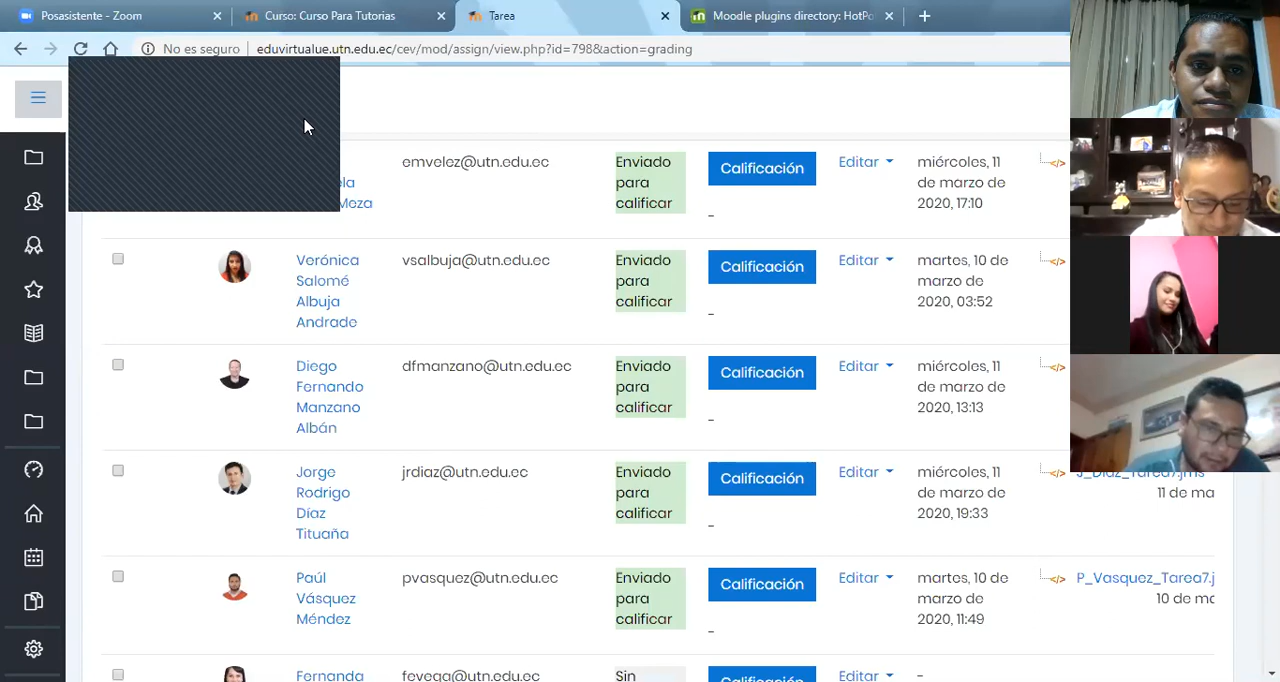 Posasistente - Zoom
Curso: Curso Para Tutorias
Tarea
Moodle plugins directory: HotPo
No es seguro
eduvirtualue.utn.edu.ec/cev/mod/assign/view.php?id=798&action=grading
ela
Meza
emvelez@utn.edu.ec
Enviado
para
calificar
Calificación
-
Editar
miércoles, 11
de marzo de
2020, 17:10
Verónica
Salomé
Albuja
Andrade
vsalbuja@utn.edu.ec
Enviado
para
calificar
Calificación
-
Editar
martes, 10 de
marzo de
2020, 03:52
Diego
Fernando
Manzano
Albán
dfmanzano@utn.edu.ec
Enviado
para
calificar
Calificación
-
Editar
miércoles, 11
de marzo de
2020, 13:13
Jorge
Rodrigo
Díaz
Tituaña
jrdiaz@utn.edu.ec
Enviado
para
calificar
Calificación
-
Editar
miércoles, 11
de marzo de
2020, 19:33
J_Diaz_Tarea7.jms
11 de ma
Paúl
Vásquez
Méndez
pvasquez@utn.edu.ec
Enviado
para
calificar
Calificación
-
Editar
martes, 10 de
marzo de
2020, 11:49
P_Vasquez_Tarea7.j
10 de ma
Fernanda
fevega@utn.edu.ec
Sin
Calificación
Editar
-